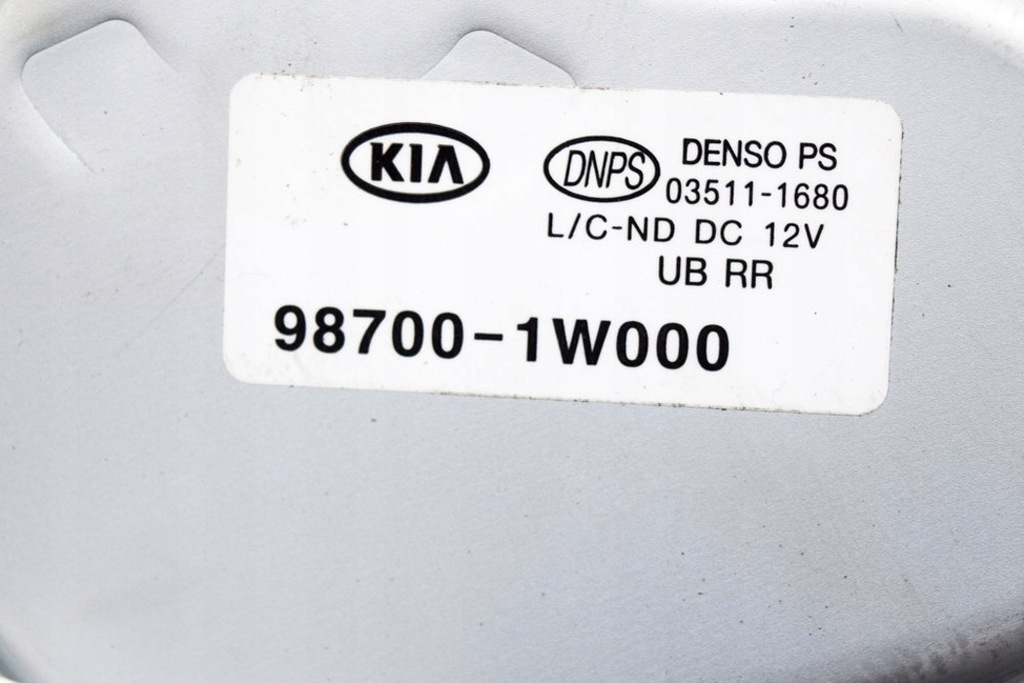 KIA
DNPS
DENSO PS
03511-1680
L/C-ND DC 12V
UB RR
98700-1W000